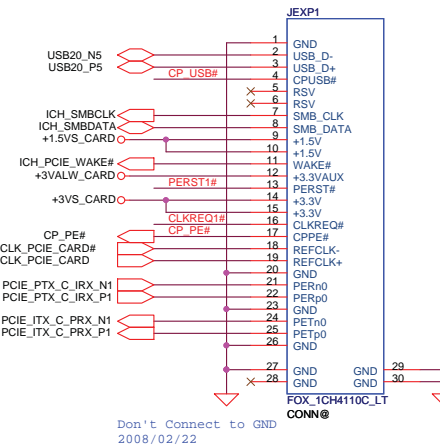 JEXP1
1 GND
USB20_N5 2 USB_D-
USB20_P5 3 USB_D+
CP_USB# 4 CPUSB#
5 RSV
6 RSV
ICH_SMBCLK 7 SMB_CLK
ICH_SMBDATA 8 SMB_DATA
+1.5VS_CARD 9 +1.5V
10 +1.5V
ICH_PCIE_WAKE# 11 WAKE#
+3VALW_CARD 12 +3.3VAUX
PERST1# 13 PERST#
+3VS_CARD 14 +3.3V
15 +3.3V
CLKREQ1# 16 CLKREQ#
CP_PE# CP_PE# 17 CPPE#
CLK_PCIE_CARD# 18 REFCLK-
CLK_PCIE_CARD 19 REFCLK+
20 GND
PCIE_PTX_C_IRX_N1 21 PERn0
PCIE_PTX_C_IRX_P1 22 PERp0
23 GND
PCIE_ITX_C_PRX_N1 24 PETn0
PCIE_ITX_C_PRX_P1 25 PETp0
26 GND
27 GND GND 29
28 GND GND 30
FOX_1CH4110C_LT
CONN@
Don't Connect to GND
2008/02/22